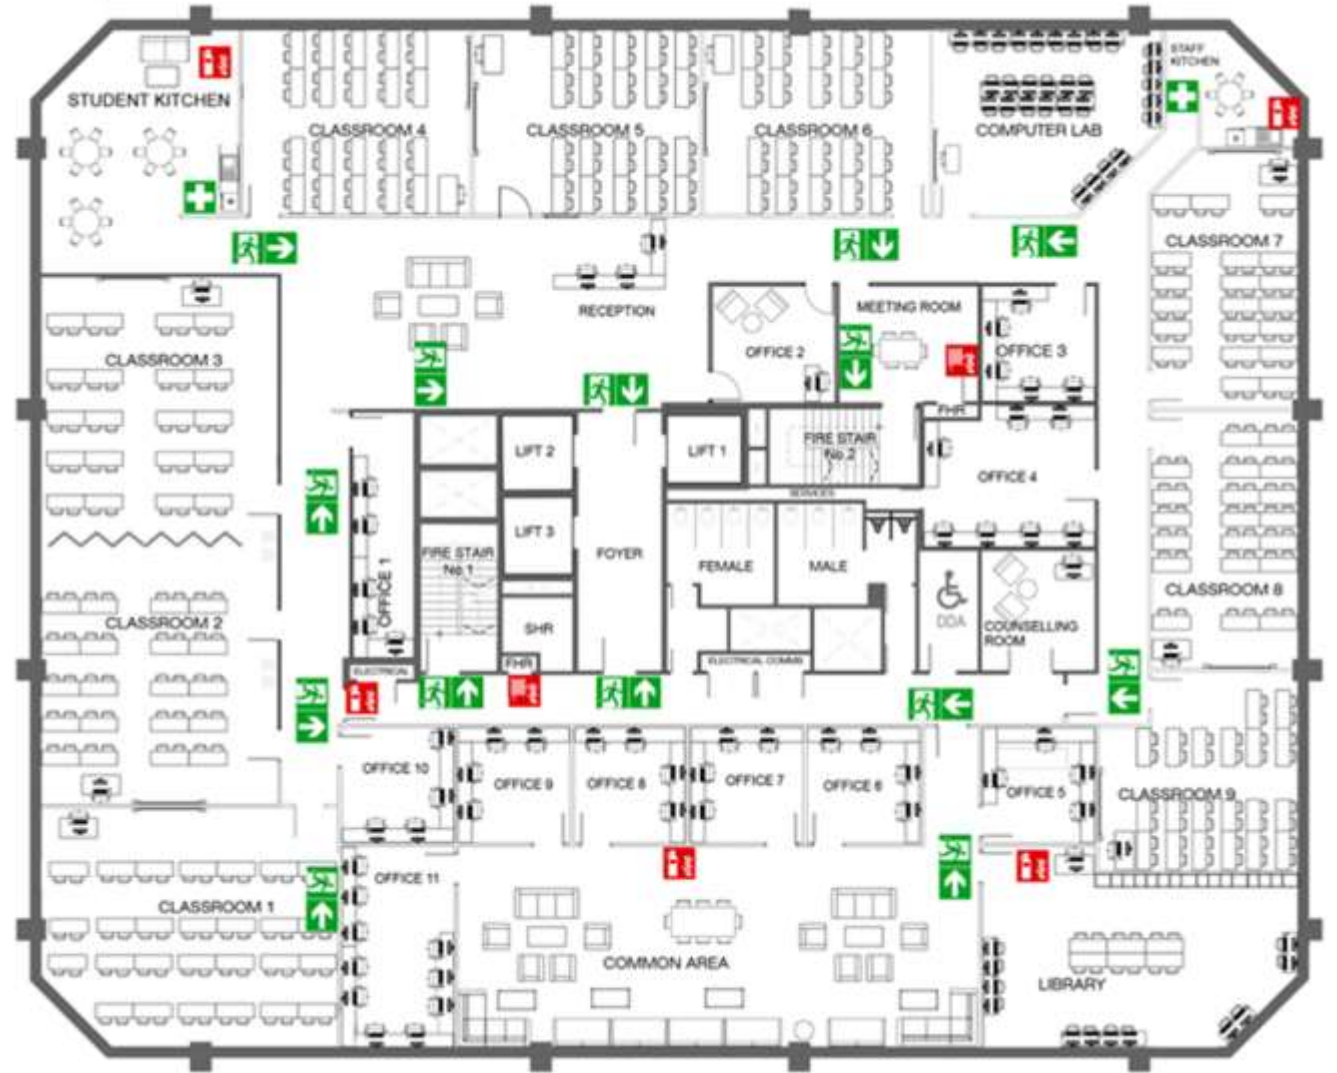 STAFF
KITCHEN
STUDENT KITCHEN
CLASSROOM 4
CLASSROOM 5
CLASSROOM 6
COMPUTER LAB
CLASSROOM 7
RECEPTION
MEETING ROOM
OFFICE 2
OFFICE 3
CLASSROOM 3
FHR
LIFT 2
LIFT 1
FIRE STAIR
No.2
OFFICE 4
SERVICES
LIFT 3
FIRE STAIR
No.1
FOYER
FEMALE
MALE
OFFICE 1
CLASSROOM 8
CLASSROOM 2
SHR
DDA
COUNSELLING
ROOM
FHR
ELECTRICAL
ELECTRICAL COMMS
OFFICE 10
OFFICE 9
OFFICE 8
OFFICE 7
OFFICE 6
OFFICE 5
CLASSROOM 9
OFFICE 11
CLASSROOM 1
COMMON AREA
LIBRARY